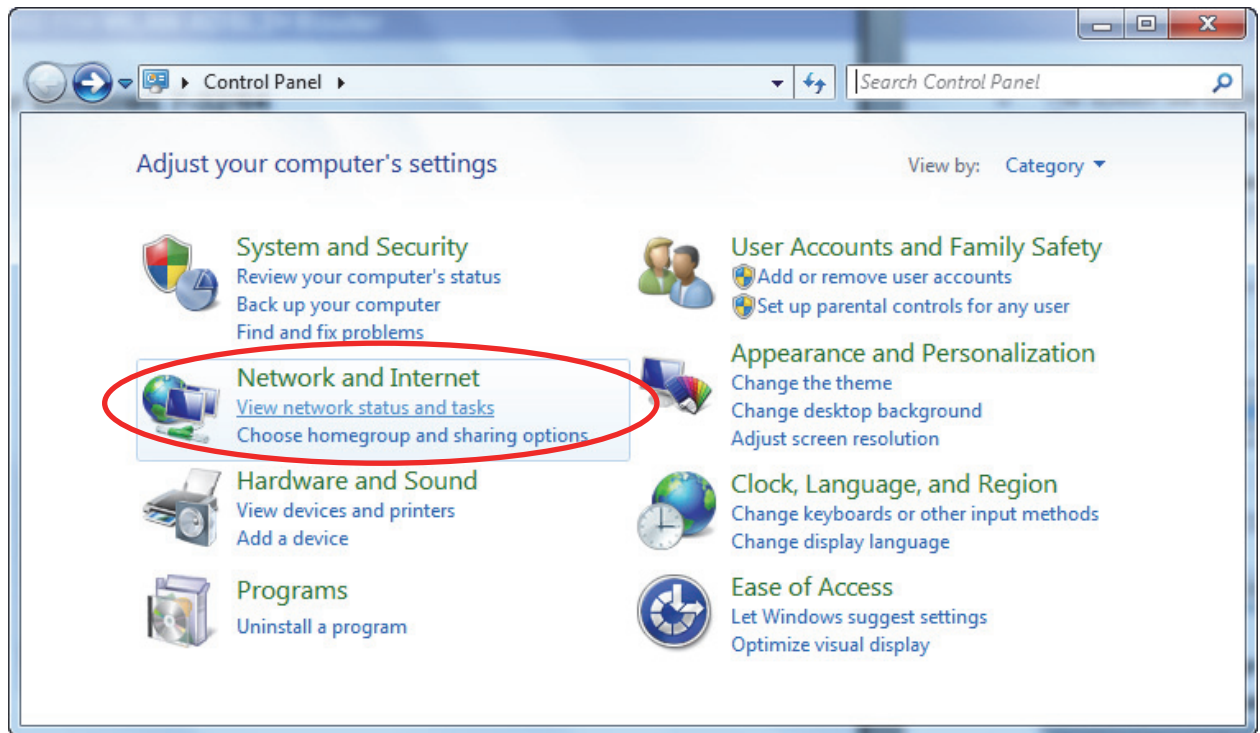 Control Panel
Search Control Panel
Adjust your computer's settings
View by: Category
System and Security
Review your computer's status
Back up your computer
Find and fix problems
Network and Internet
View network status and tasks
Choose homegroup and sharing options
Hardware and Sound
View devices and printers
Add a device
Programs
Uninstall a program
User Accounts and Family Safety
Add or remove user accounts
Set up parental controls for any user
Appearance and Personalization
Change the theme
Change desktop background
Adjust screen resolution
Clock, Language, and Region
Change keyboards or other input methods
Change display language
Ease of Access
Let Windows suggest settings
Optimize visual display